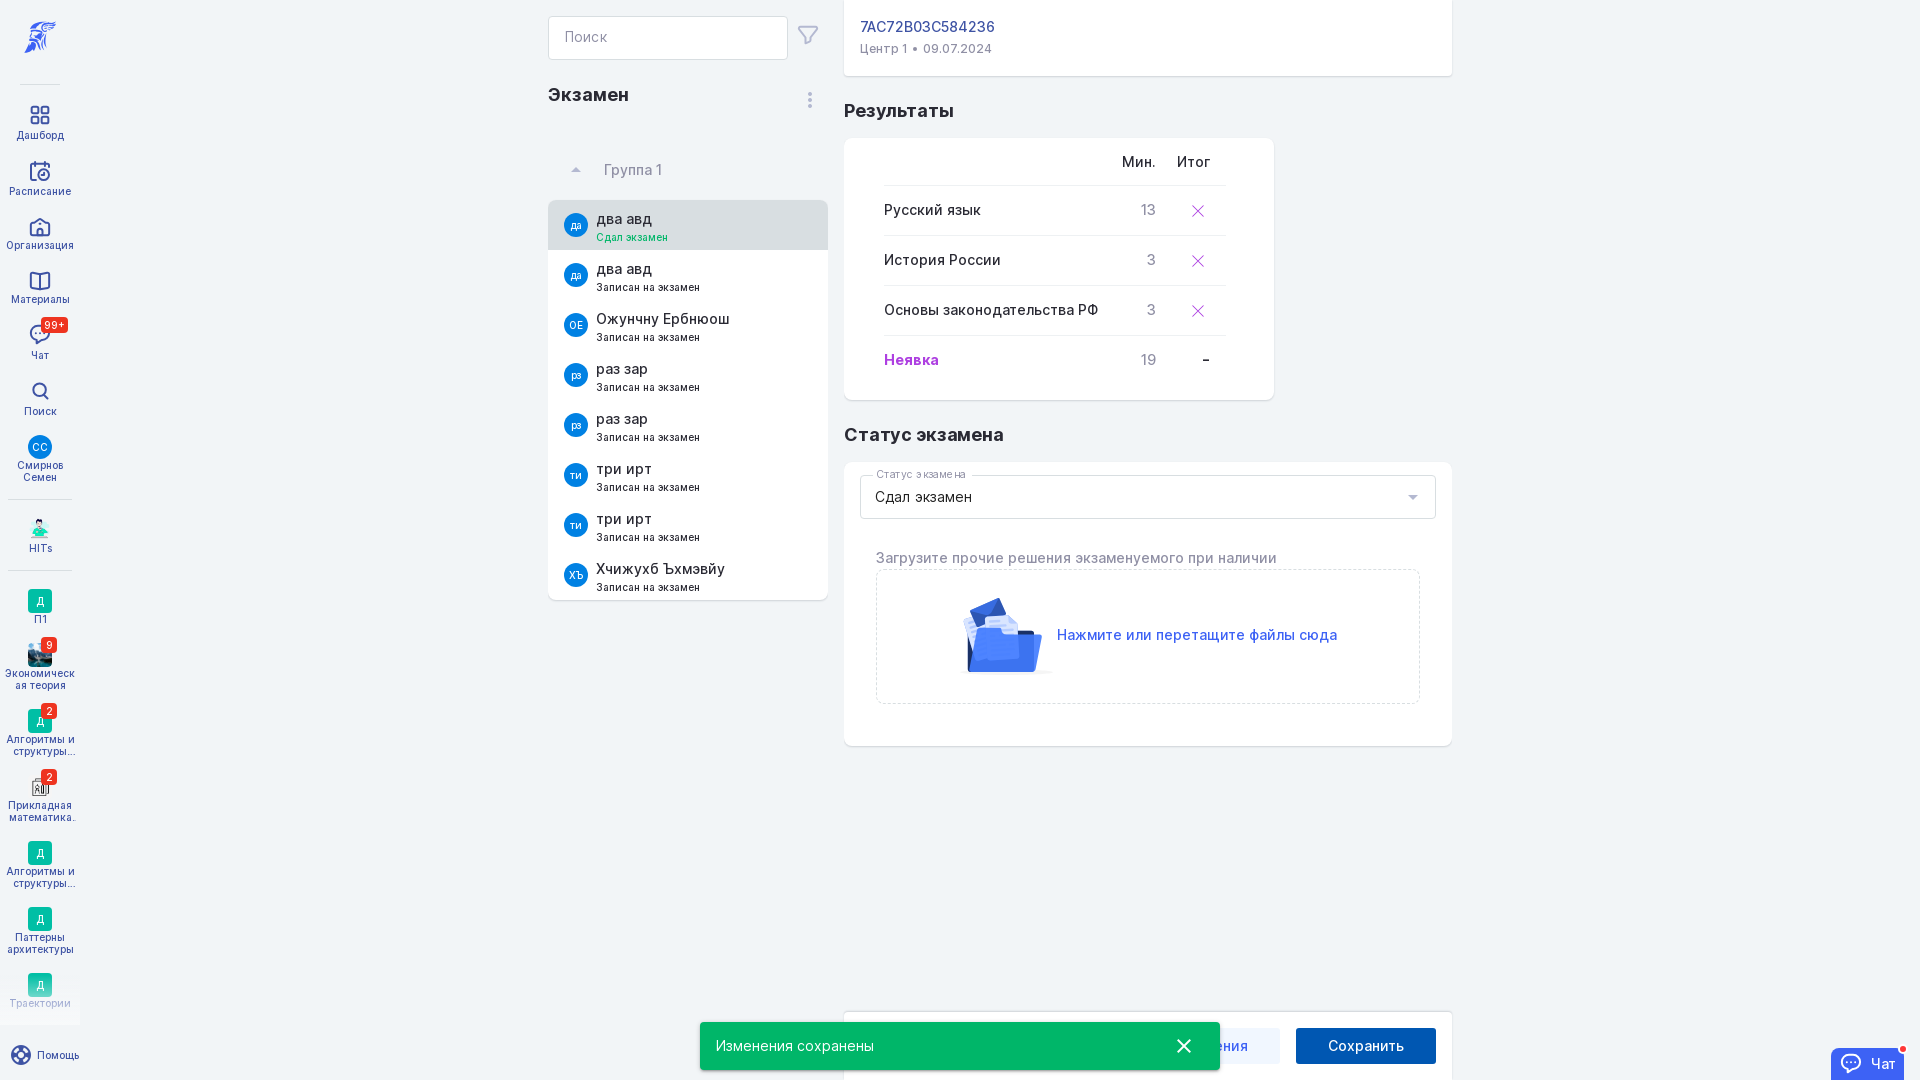 Дашборд
Расписание
Организация
Материалы
99+
Чат
Поиск
СС
Смирнов
Семен
HITs
Д
П1
9
Экономическ
ая теория
2
Д
Алгоритмы и
структуры...
2
Прикладная
математика.
Д
Алгоритмы и
структуры...
Д
Паттерны
архитектуры
Д
Траектории
Помощь
Поиск
Экзамен
Группа 1
да
два авд
Сдал экзамен
да
два авд
Записан на экзамен
ОЕ
Ожунчну Ербнюош
Записан на экзамен
рз
раз зар
Записан на экзамен
рз
раз зар
Записан на экзамен
ти
три ирт
Записан на экзамен
ти
три ирт
Записан на экзамен
ХЪ
Хчижухб Ъхмэвйу
Записан на экзамен
7AC72B03C584236
Центр 1 • 09.07.2024
Результаты
Мин. Итог
Русский язык 13
История России 3
Основы законодательства РФ 3
Неявка 19 –
Статус экзамена
Статус экзамена
Сдал экзамен
Загрузите прочие решения экзаменуемого при наличии
Нажмите или перетащите файлы сюда
Изменения сохранены
Сохранить
Чат